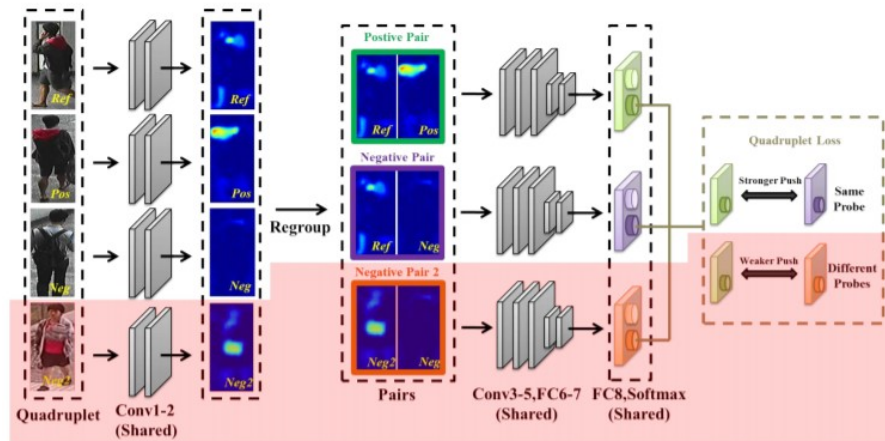 Ref
Pos
Neg
Neg2
Quadruplet
Conv1-2
(Shared)
Ref
Pos
Neg
Neg2
Regroup
Postive Pair
Ref
Pos
Negative Pair
Ref
Neg
Negative Pair 2
Neg2
Neg
Pairs
Conv3-5,FC6-7
(Shared)
FC8,Softmax
(Shared)
Quadruplet Loss
Stronger Push
Same
Probe
Weaker Push
Different
Probes